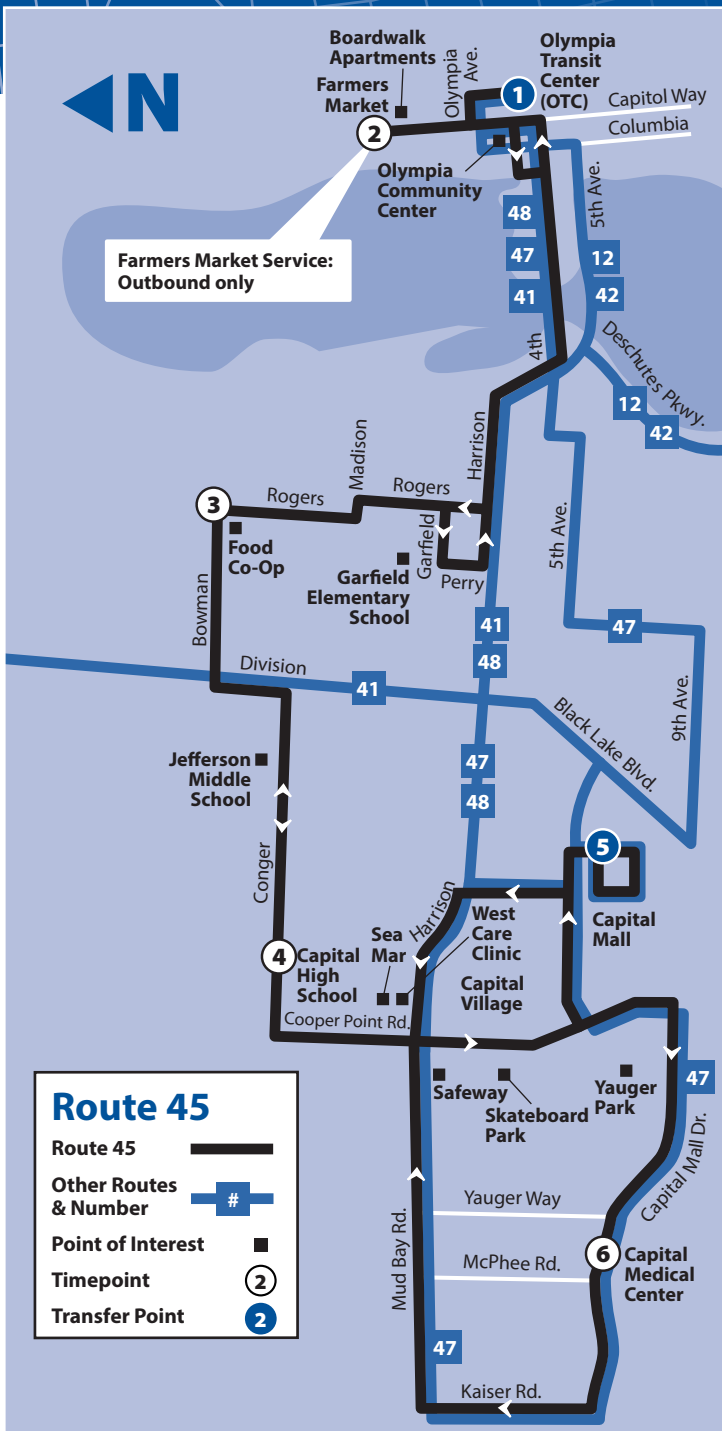 N
Boardwalk
Apartments
Farmers
Market
Olympia
Ave.
1
Olympia
Transit
Center
(OTC)
Capitol Way
Columbia
2
Olympia
Community
Center
5th Ave.
48
47
41
12
42
Farmers Market Service:
Outbound only
4th
Deschutes Pkwy.
12
42
Harrison
Madison
Rogers
Rogers
3
Food
Co-Op
Garfield
Garfield
Elementary
School
Perry
5th Ave.
Bowman
41
48
47
9th Ave.
Division
41
Black Lake Blvd.
Jefferson
Middle
School
47
48
Conger
5
Capital
Mall
Harrison
West
Care
Clinic
Sea
Mar
4
Capital
High
School
Capital
Village
Cooper Point Rd.
Safeway
Skateboard
Park
Yauger
Park
47
Capital Mall Dr.
Yauger Way
Mud Bay Rd.
McPhee Rd.
6
Capital
Medical
Center
47
Kaiser Rd.
Route 45
Route 45
Other Routes
& Number
#
Point of Interest
Timepoint
2
Transfer Point
2